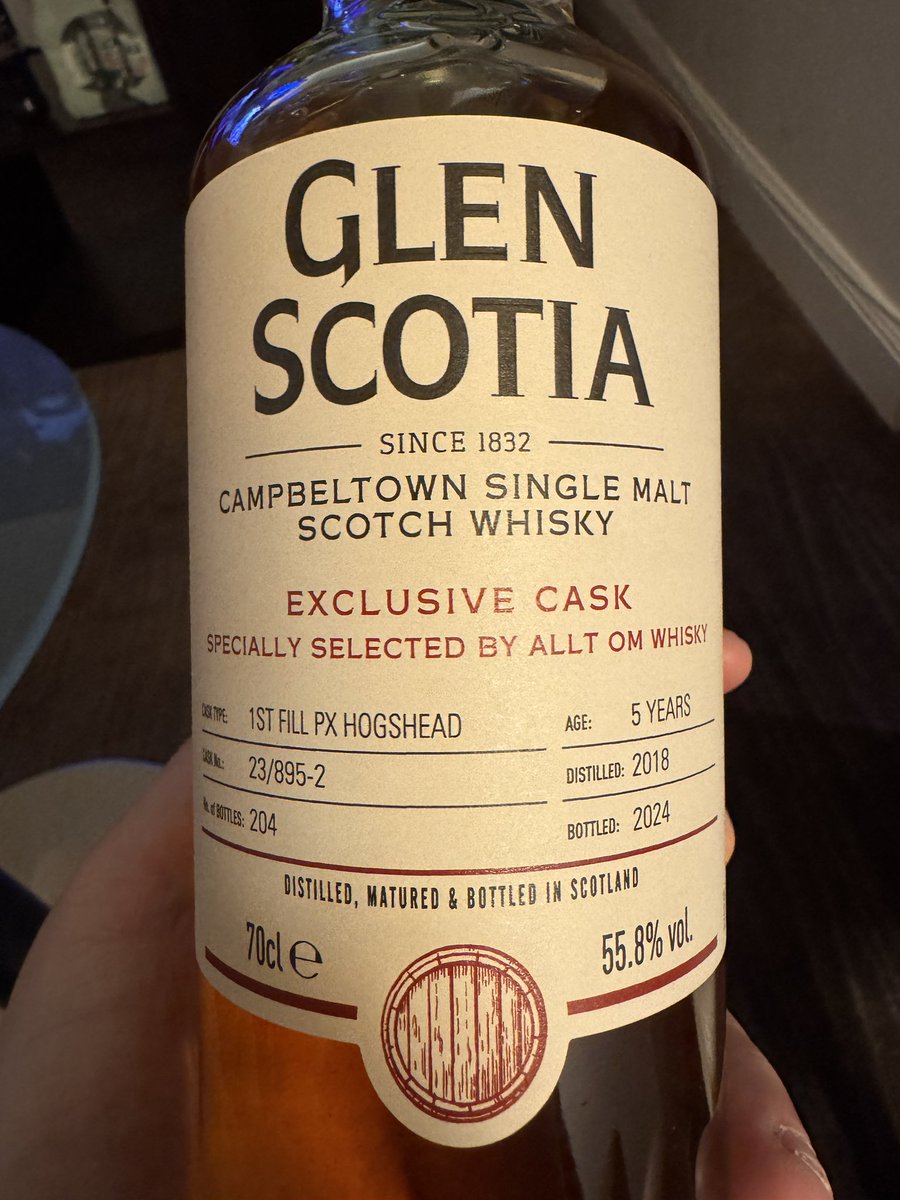 GLEN
SCOTIA
SINCE 1832
CAMPBELTOWN SINGLE MALT
SCOTCH WHISKY
EXCLUSIVE CASK
SPECIALLY SELECTED BY ALLT OM WHISKY
CASK TYPE: 1ST FILL PX HOGSHEAD
AGE: 5 YEARS
CASK No.: 23/895-2
DISTILLED: 2018
No. of BOTTLES: 204
BOTTLED: 2024
DISTILLED, MATURED & BOTTLED IN SCOTLAND
70cl e
55.8% vol.